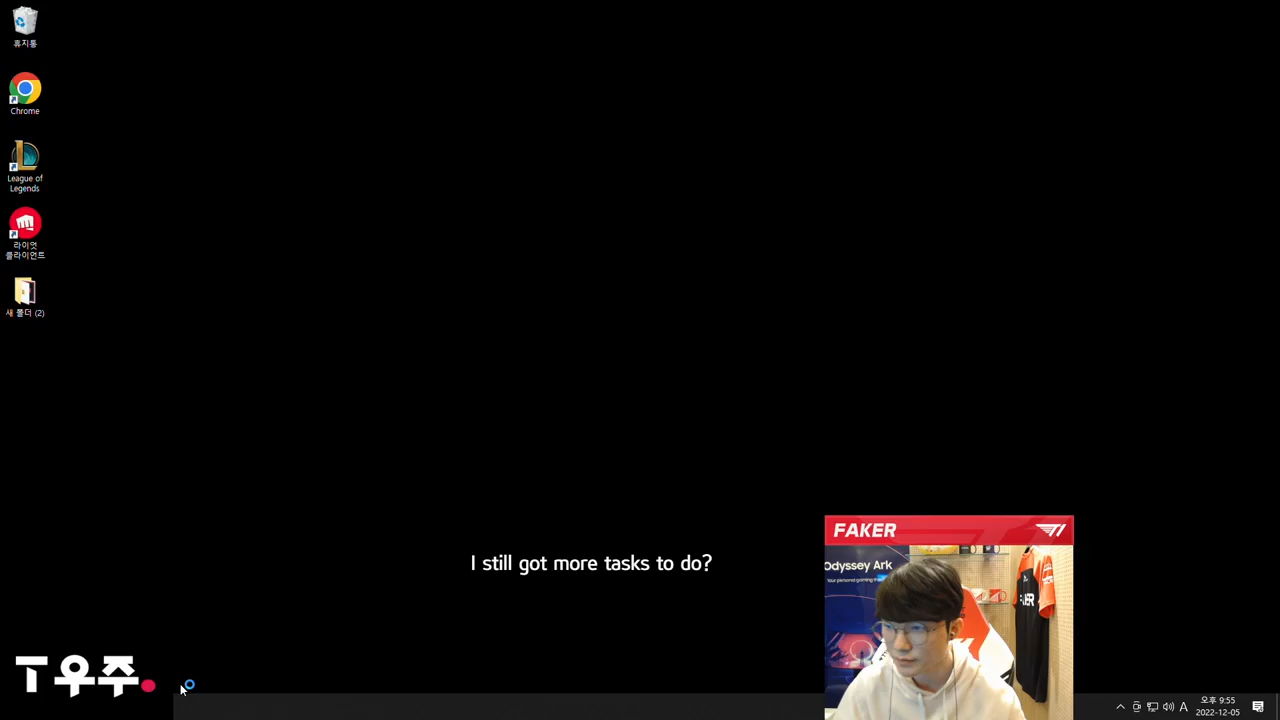 휴지통
Chrome
League of
Legends
라이엇
클라이언트
새 폴더 (2)
I still got more tasks to do?
FAKER
T1
Odyssey Ark
FAKER
T우주.
A
오후 9:55
2022-12-05